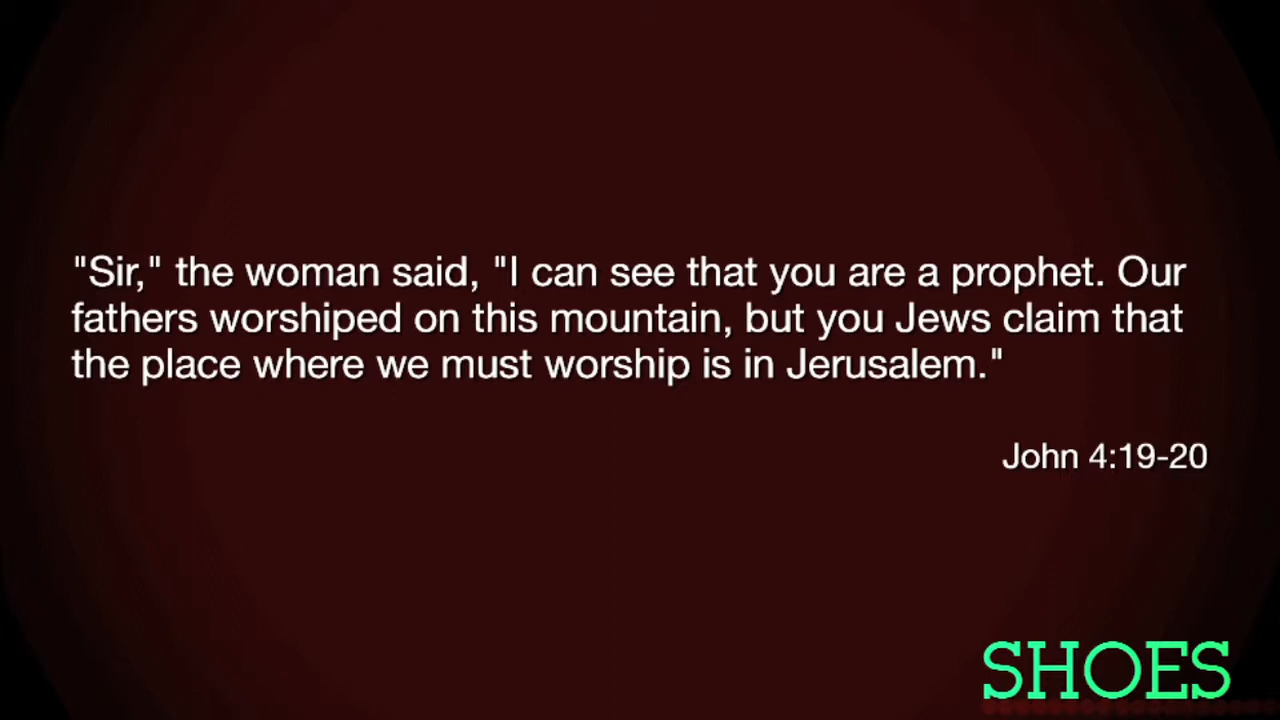 "Sir," the woman said, "I can see that you are a prophet. Our
fathers worshiped on this mountain, but you Jews claim that
the place where we must worship is in Jerusalem."
John 4:19-20
SHOES